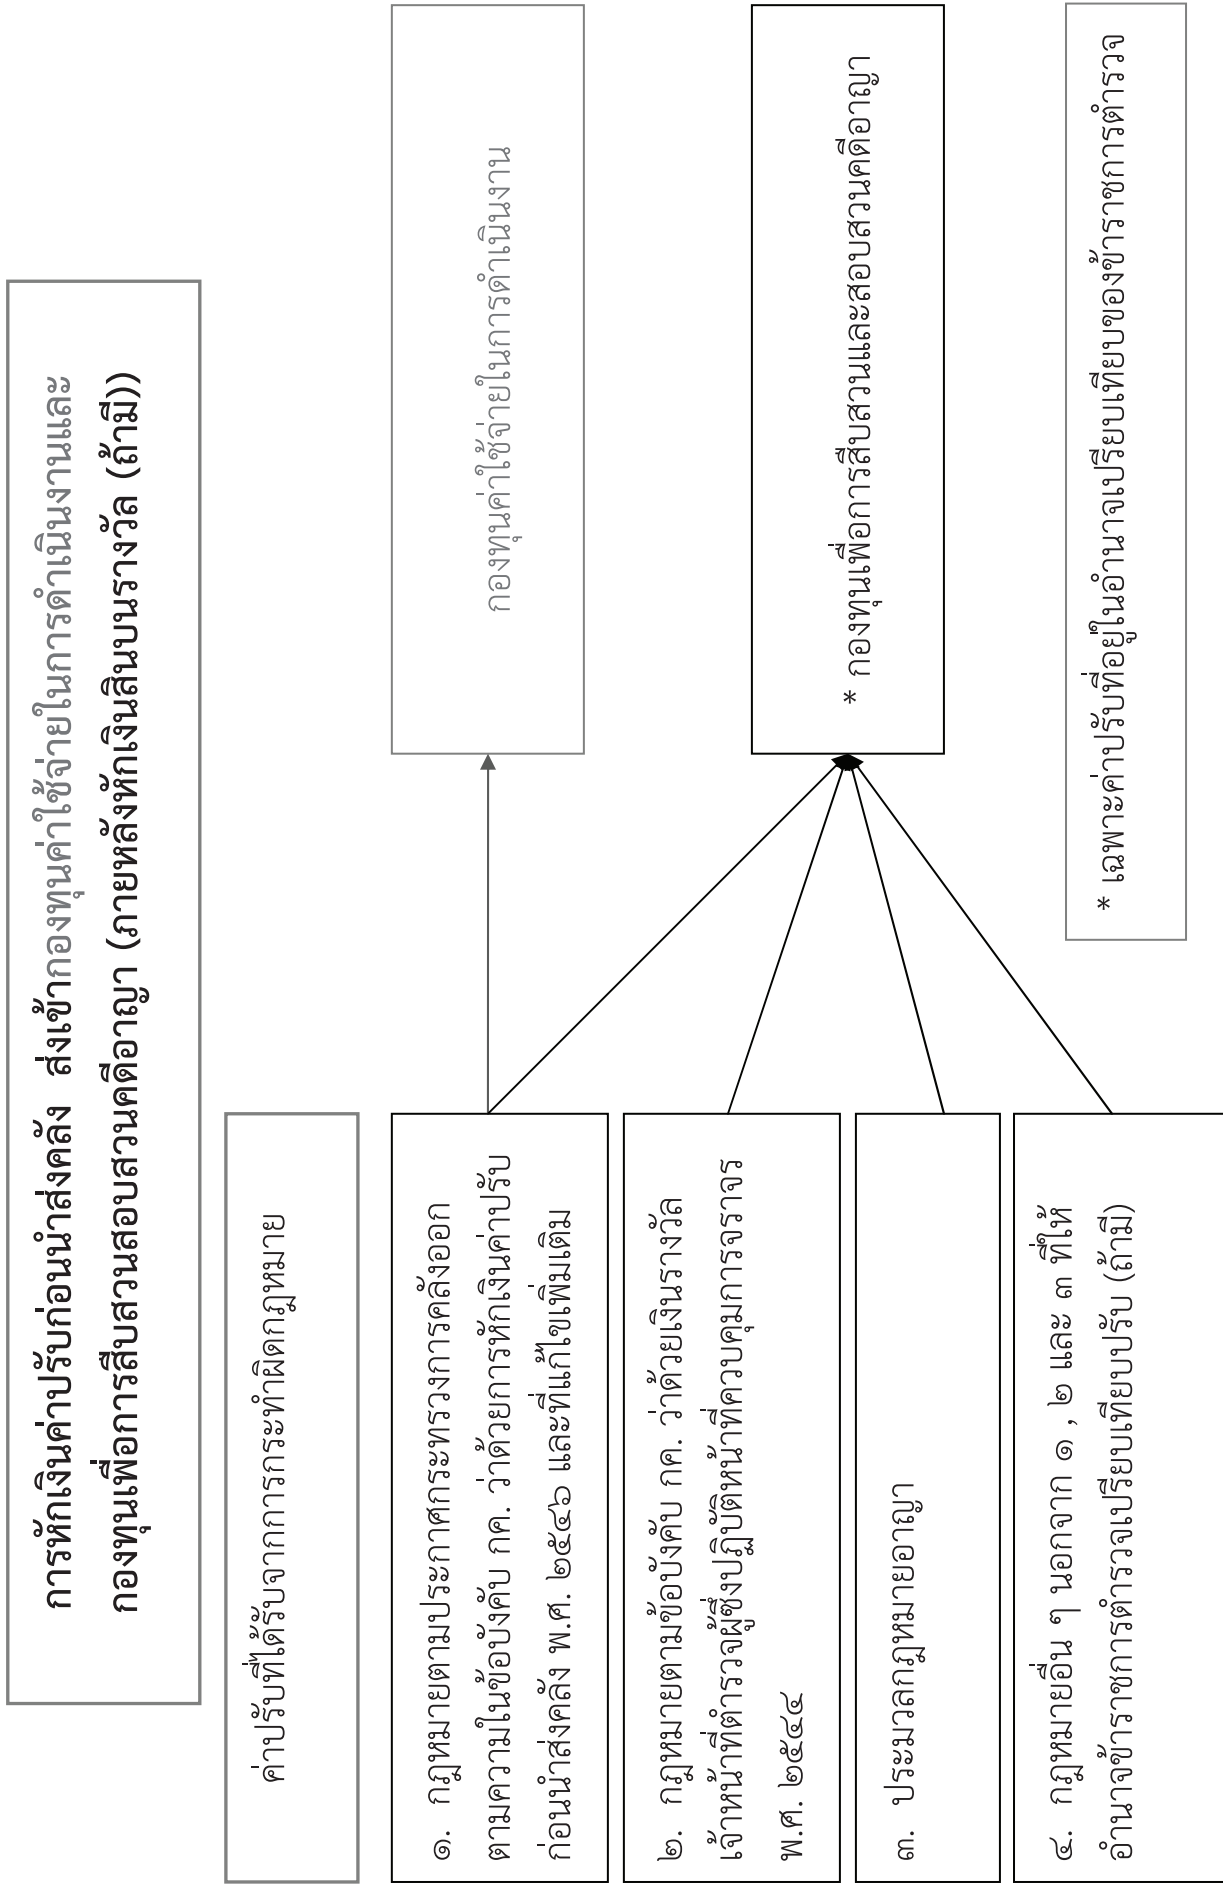 การหักเงินค่าปรับก่อนนำส่งคลัง ส่งเข้ากองทุนค่าใช้จ่ายในการดำเนินงานและ
กองทุนเพื่อการสืบสวนสอบสวนคดีอาญา (ภายหลังหักเงินสินบนรางวัล (ถ้ามี))
ค่าปรับที่ได้รับจากการกระทำผิดกฎหมาย
๑. กฎหมายตามประกาศกระทรวงการคลังออก
ตามความในข้อบังคับ กค. ว่าด้วยการหักเงินค่าปรับ
ก่อนนำส่งคลัง พ.ศ. ๒๕๔๖ และที่แก้ไขเพิ่มเติม
๒. กฎหมายตามข้อบังคับ กค. ว่าด้วยเงินรางวัล
เจ้าหน้าที่ตำรวจผู้ซึ่งปฏิบัติหน้าที่ควบคุมการจราจร
พ.ศ. ๒๕๔๔
๓. ประมวลกฎหมายอาญา
๔. กฎหมายอื่น ๆ นอกจาก ๑ , ๒ และ ๓ ที่ให้
อำนาจข้าราชการตำรวจเปรียบเทียบปรับ (ถ้ามี)
กองทุนค่าใช้จ่ายในการดำเนินงาน
* กองทุนเพื่อการสืบสวนและสอบสวนคดีอาญา
* เฉพาะค่าปรับที่อยู่ในอำนาจเปรียบเทียบของข้าราชการตำรวจ